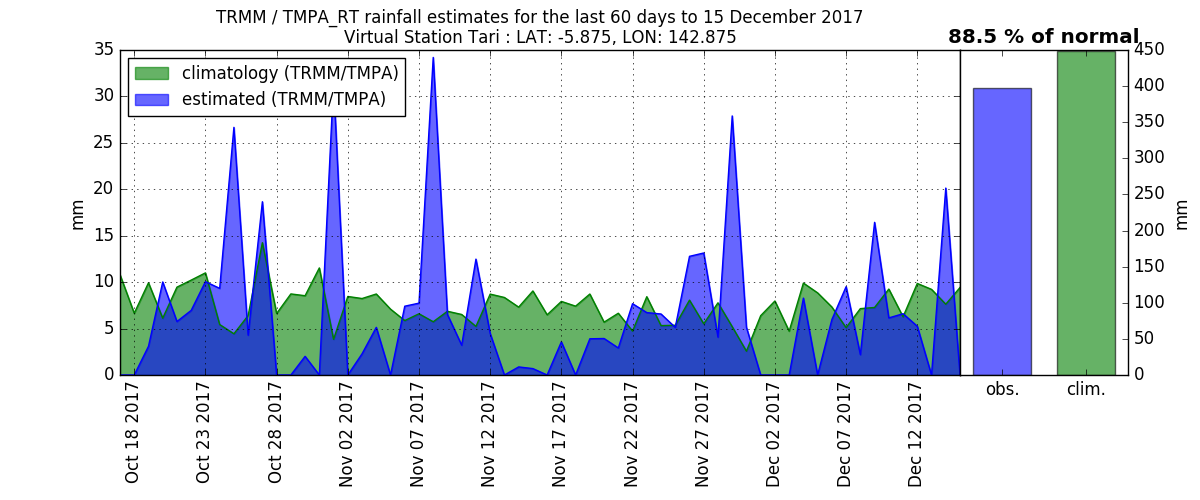 TRMM / TMPA_RT rainfall estimates for the last 60 days to 15 December 2017
Virtual Station Tari : LAT: -5.875, LON: 142.875
88.5 % of normal
climatology (TRMM/TMPA)
estimated (TRMM/TMPA)
35
30
25
20
15
10
5
0
mm
Oct 18 2017
Oct 23 2017
Oct 28 2017
Nov 02 2017
Nov 07 2017
Nov 12 2017
Nov 17 2017
Nov 22 2017
Nov 27 2017
Dec 02 2017
Dec 07 2017
Dec 12 2017
obs.
clim.
450
400
350
300
250
200
150
100
50
0
mm